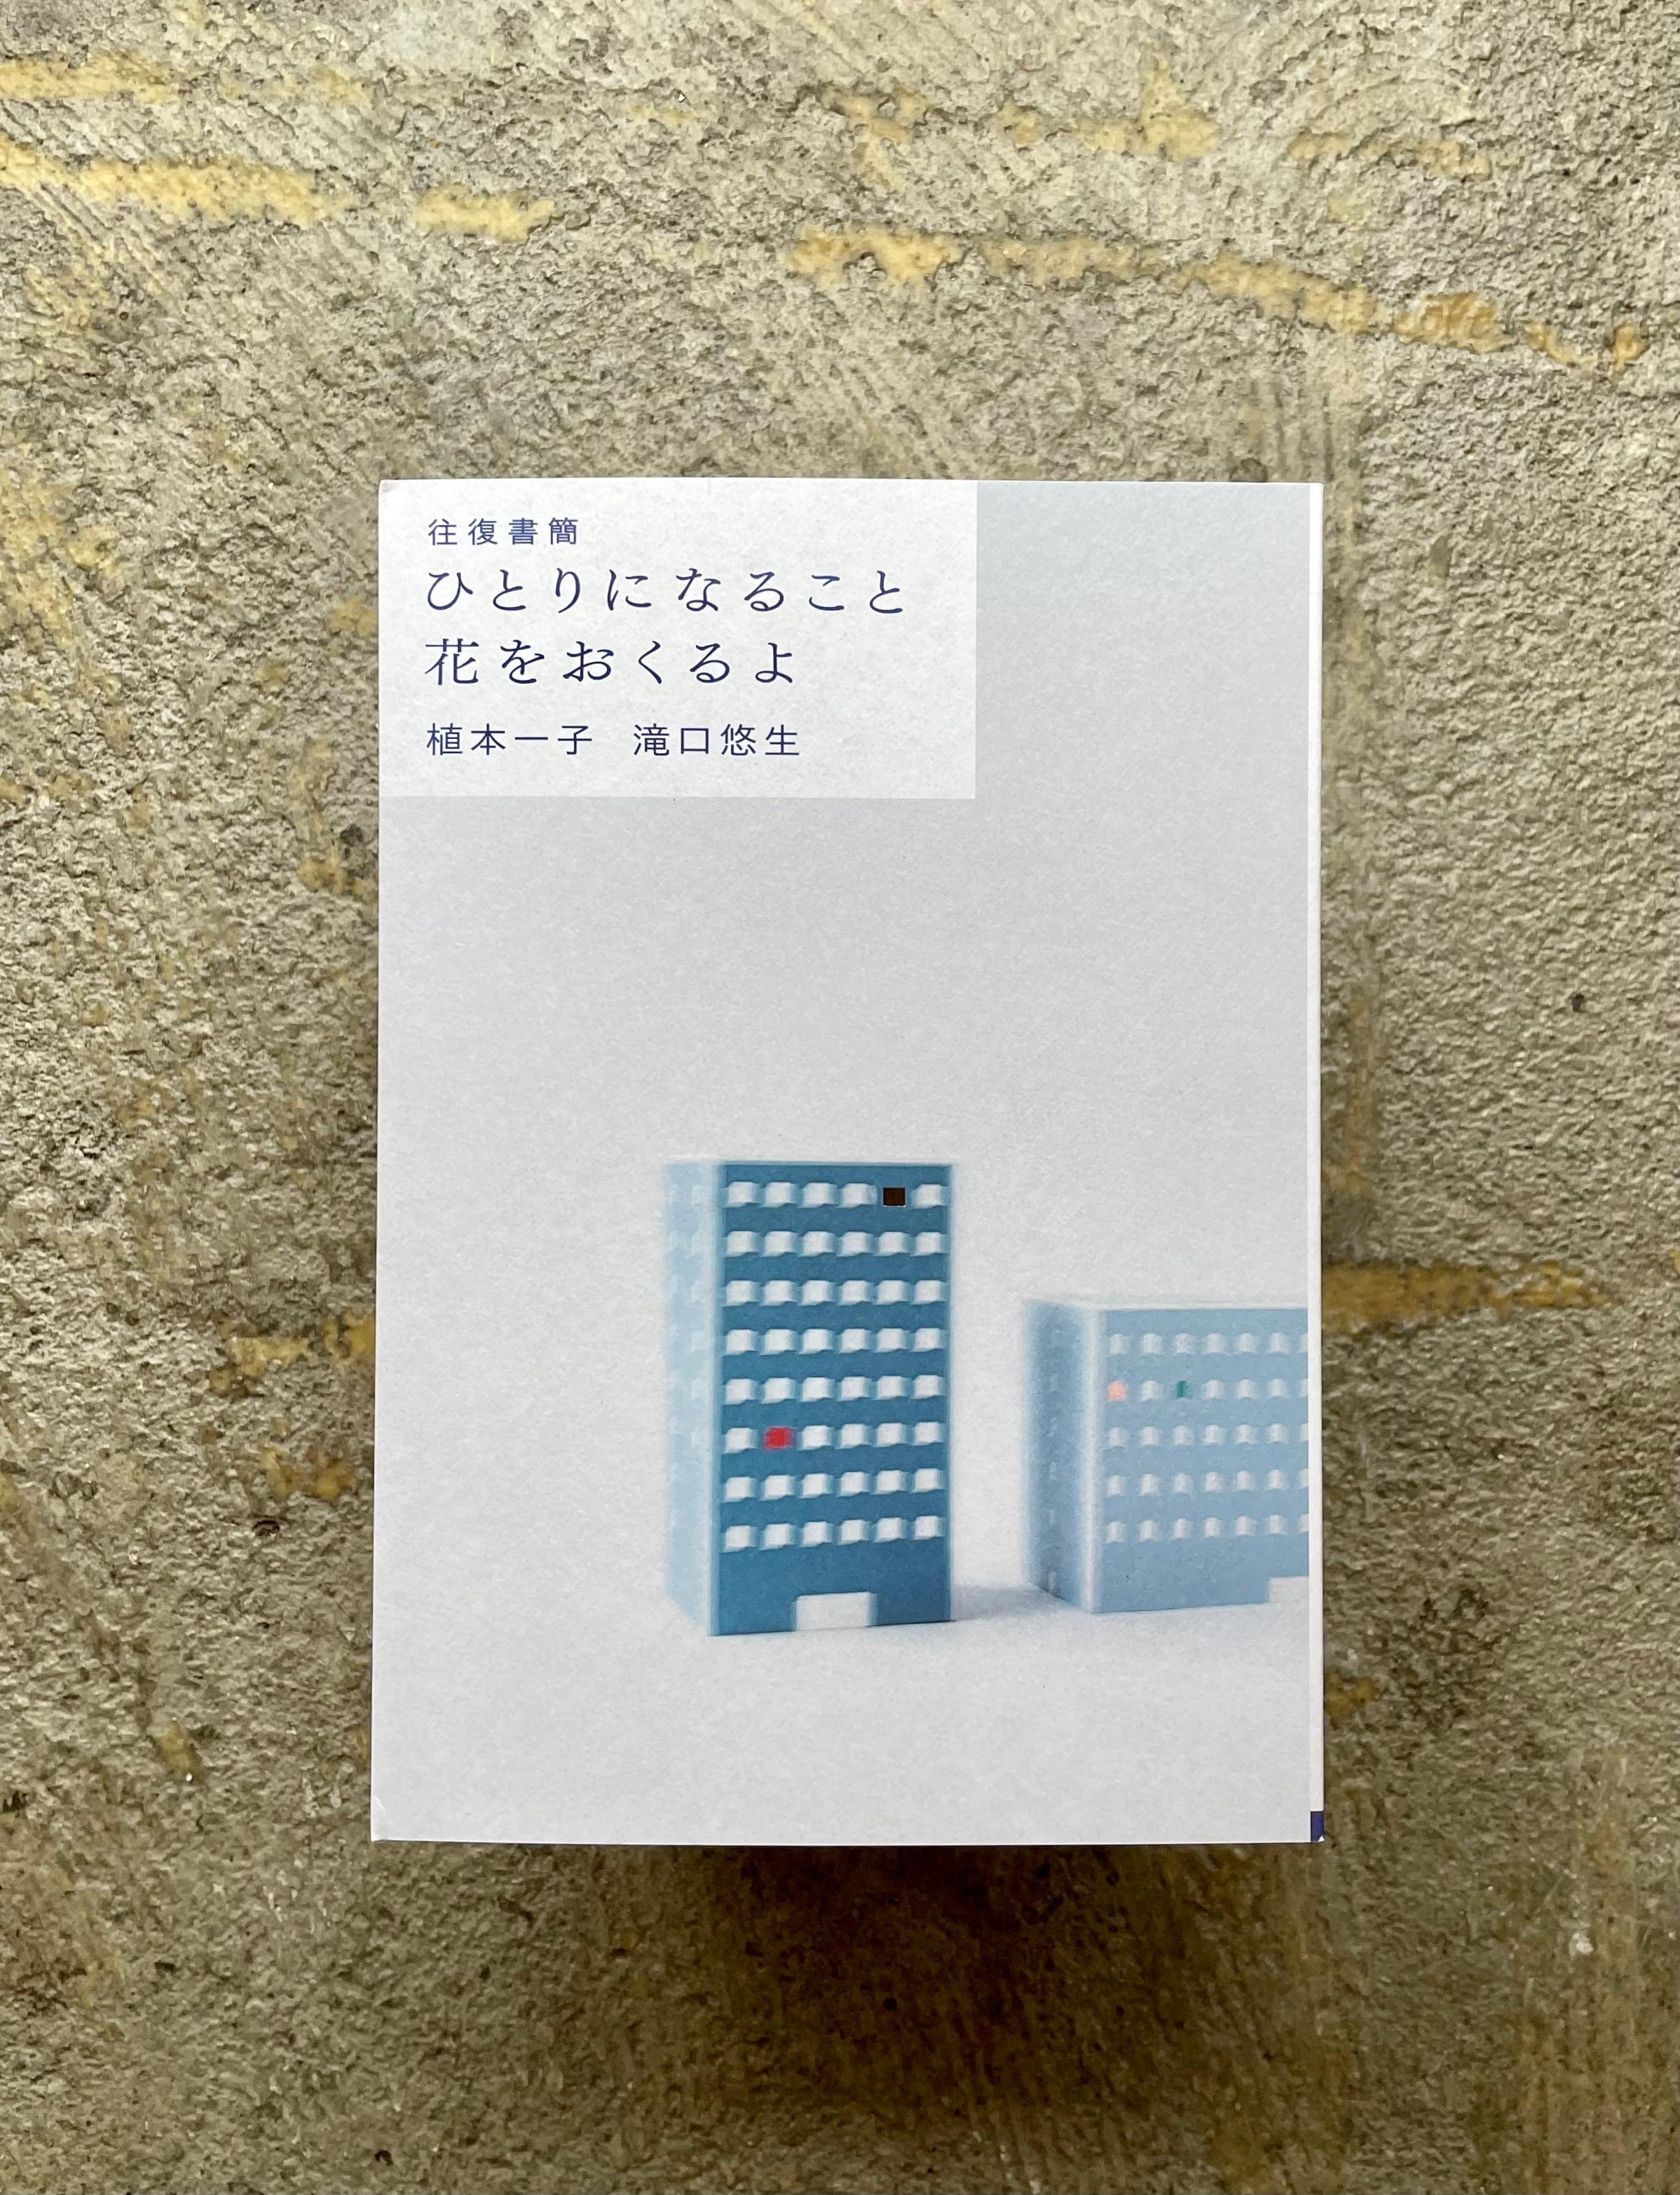 往復書簡
ひとりになること
花をおくるよ
植本一子 滝口悠生